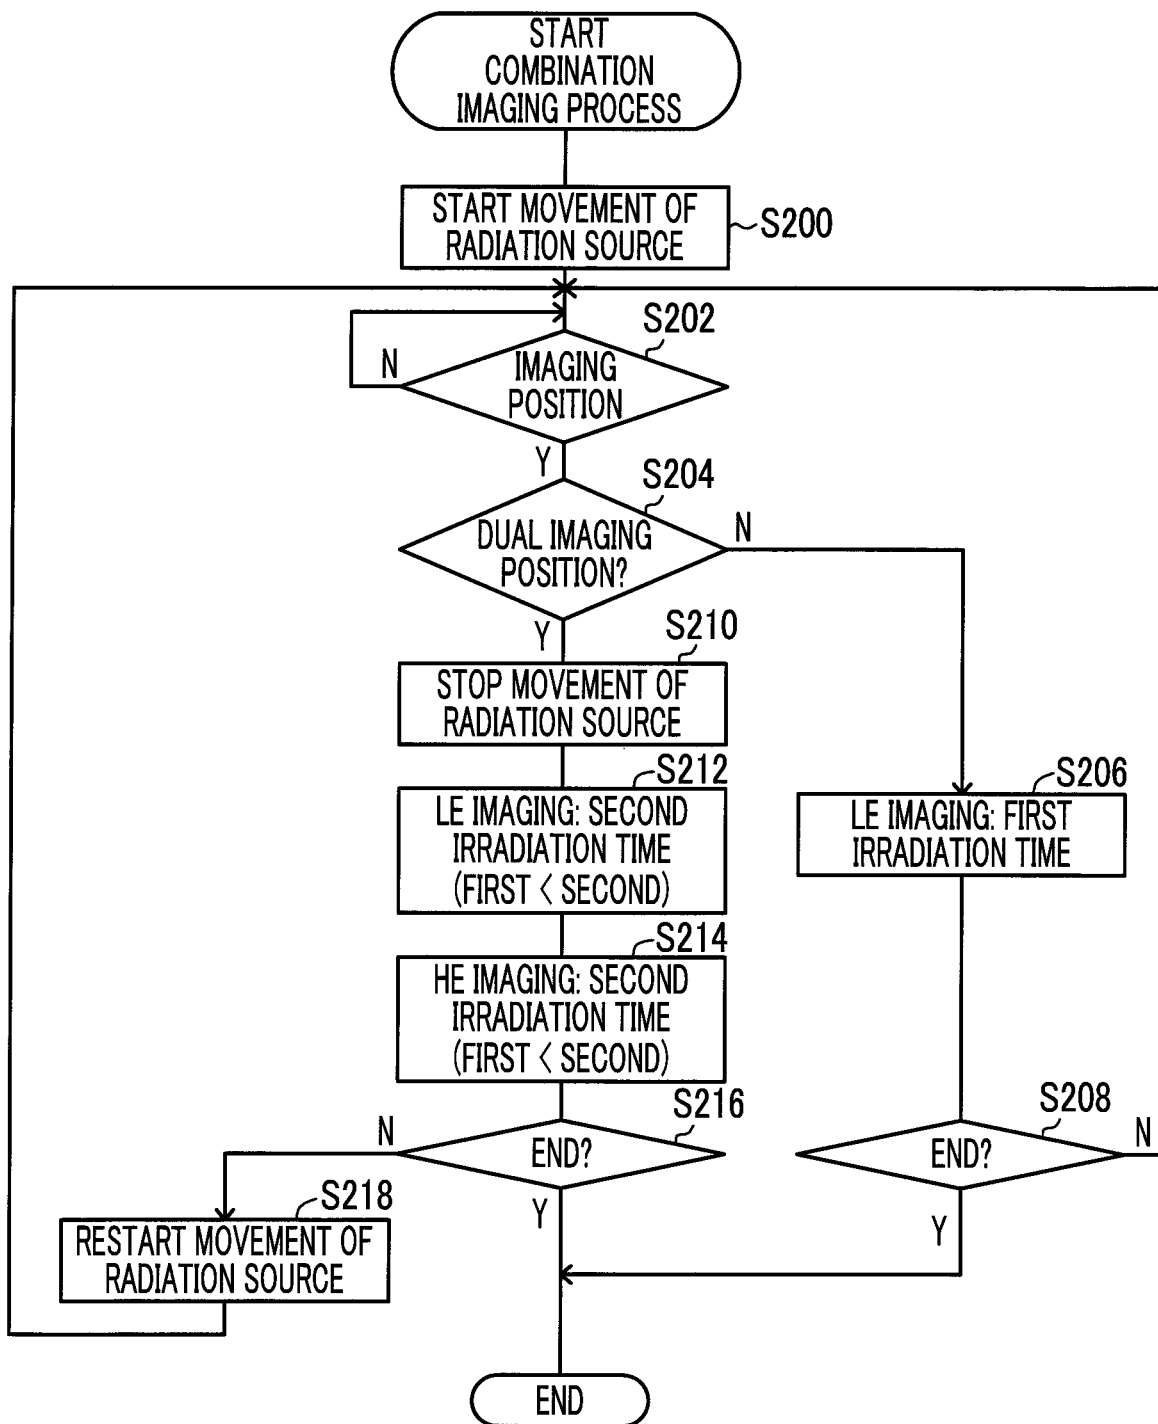 START
COMBINATION
IMAGING PROCESS
START MOVEMENT OF
RADIATION SOURCE
S200
S202
IMAGING
POSITION
N
Y
S204
DUAL IMAGING
POSITION?
N
Y
S210
STOP MOVEMENT OF
RADIATION SOURCE
S212
LE IMAGING: SECOND
IRRADIATION TIME
(FIRST < SECOND)
S206
LE IMAGING: FIRST
IRRADIATION TIME
S214
HE IMAGING: SECOND
IRRADIATION TIME
(FIRST < SECOND)
S216
END?
N
Y
S208
END?
N
Y
S218
RESTART MOVEMENT OF
RADIATION SOURCE
END